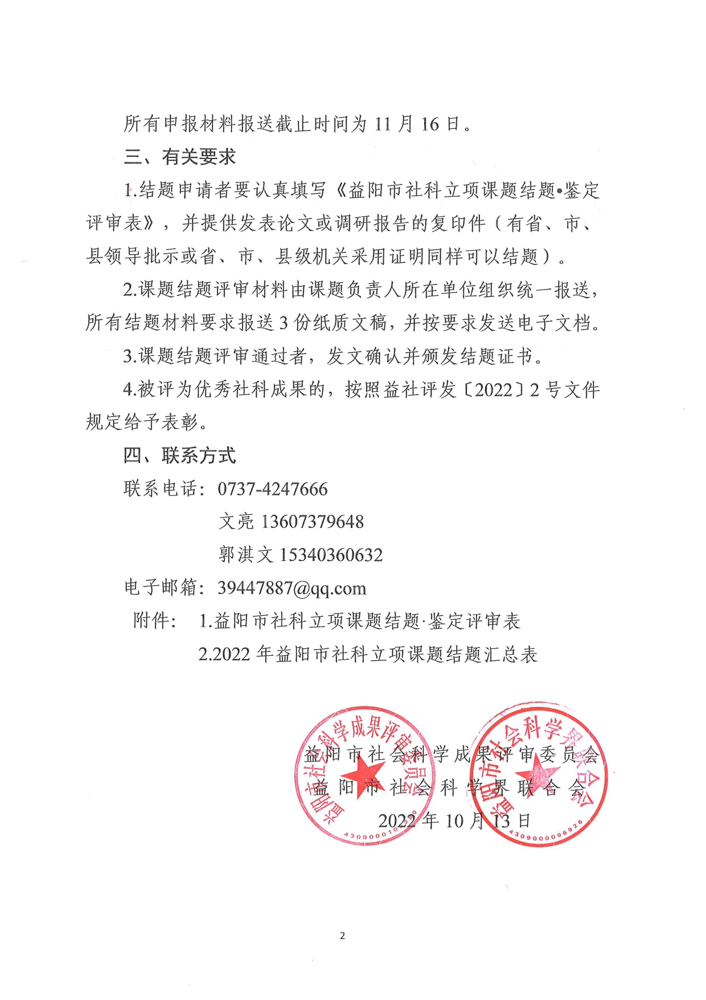 所有申报材料报送截止时间为 11 月 16 日。
三、有关要求
1.结题申请者要认真填写《益阳市社科立项课题结题•鉴定
评审表》，并提供发表论文或调研报告的复印件（有省、市、
县领导批示或省、市、县级机关采用证明同样可以结题）。
2.课题结题评审材料由课题负责人所在单位组织统一报送，
所有结题材料要求报送 3 份纸质文稿，并按要求发送电子文档。
3.课题结题评审通过者，发文确认并颁发结题证书。
4.被评为优秀社科成果的，按照益社评发〔2022〕2 号文件
规定给予表彰。
四、联系方式
联系电话：0737-4247666
文亮 13607379648
郭淇文 15340360632
电子邮箱：39447887@qq.com
附件： 1.益阳市社科立项课题结题·鉴定评审表
2.2022 年益阳市社科立项课题结题汇总表
益阳市社会科学成果评审委员会
益阳市社会科学界联合会
2022 年 10 月 13 日
益阳市社会科学成果评审委员会
益阳市社会科学界联合会
4309000096926
2